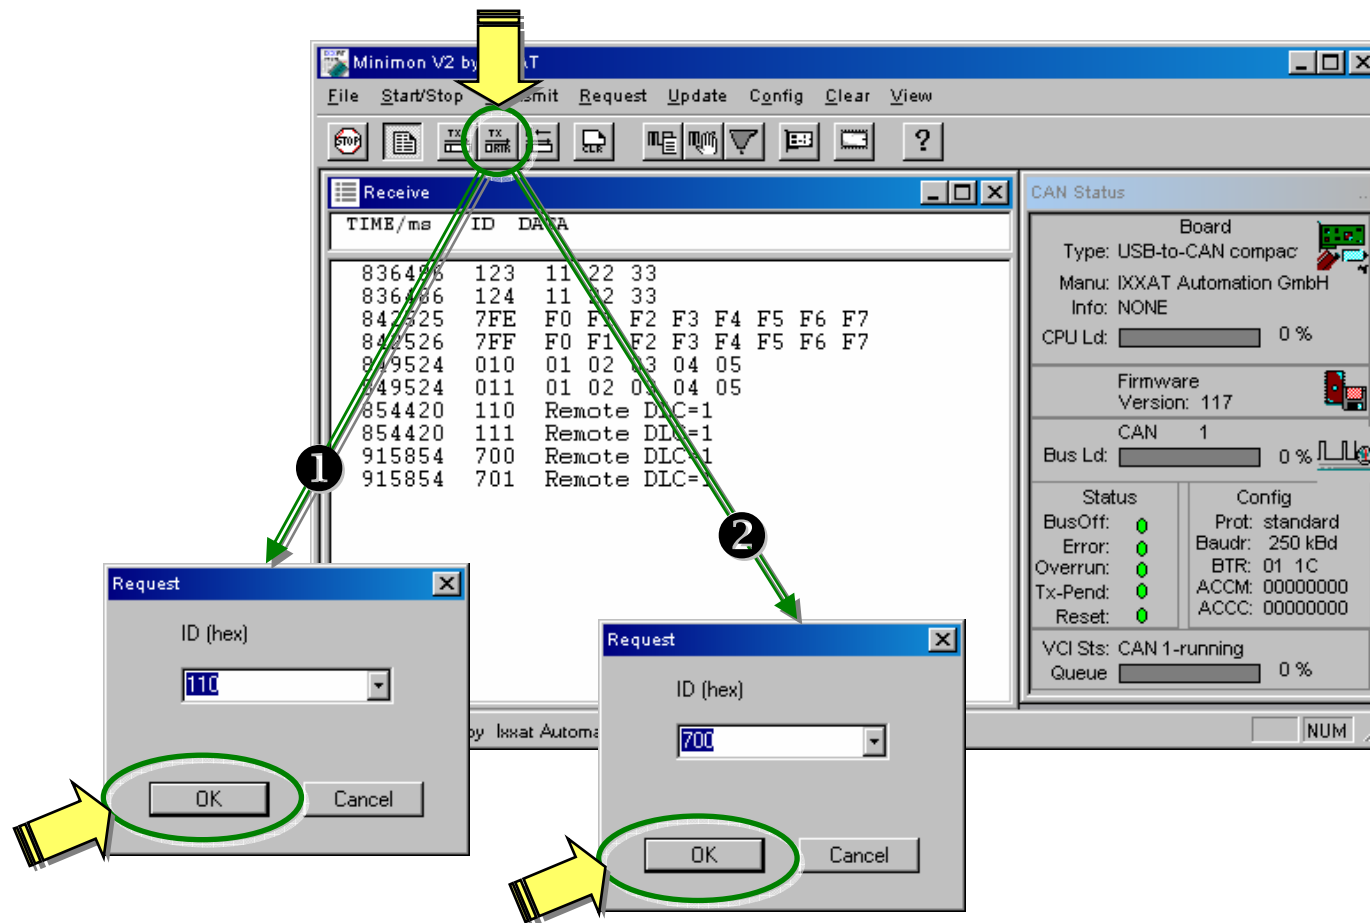 Minimon V2 by
File Start/Stop Request Update Config Clear View
STOP TX TX DRTR CLR ?
Receive
TIME/ms ID DATA
836486 123 11 22 33
836486 124 11 22 33
842525 7FE F0 F1 F2 F3 F4 F5 F6 F7
842526 7FF F0 F1 F2 F3 F4 F5 F6 F7
849524 010 01 02 03 04 05
849524 011 01 02 03 04 05
854420 110 Remote DLC=1
854420 111 Remote DLC=1
915854 700 Remote DLC=1
915854 701 Remote DLC=1
CAN Status
Board
Type: USB-to-CAN compac
Manu: IXXAT Automation GmbH
Info: NONE
CPU Ld: 0 %
Firmware
Version: 117
CAN 1
Bus Ld: 0 %
Status
BusOff:
Error:
Overrun:
Tx-Pend:
Reset:
Config
Prot: standard
Baudr: 250 kBd
BTR: 01 1C
ACCM: 00000000
ACCC: 00000000
VCI Sts: CAN 1-running
Queue 0 %
by Ixxat Automa
NUM
1
2
Request
ID (hex)
110
OK Cancel
Request
ID (hex)
700
OK Cancel